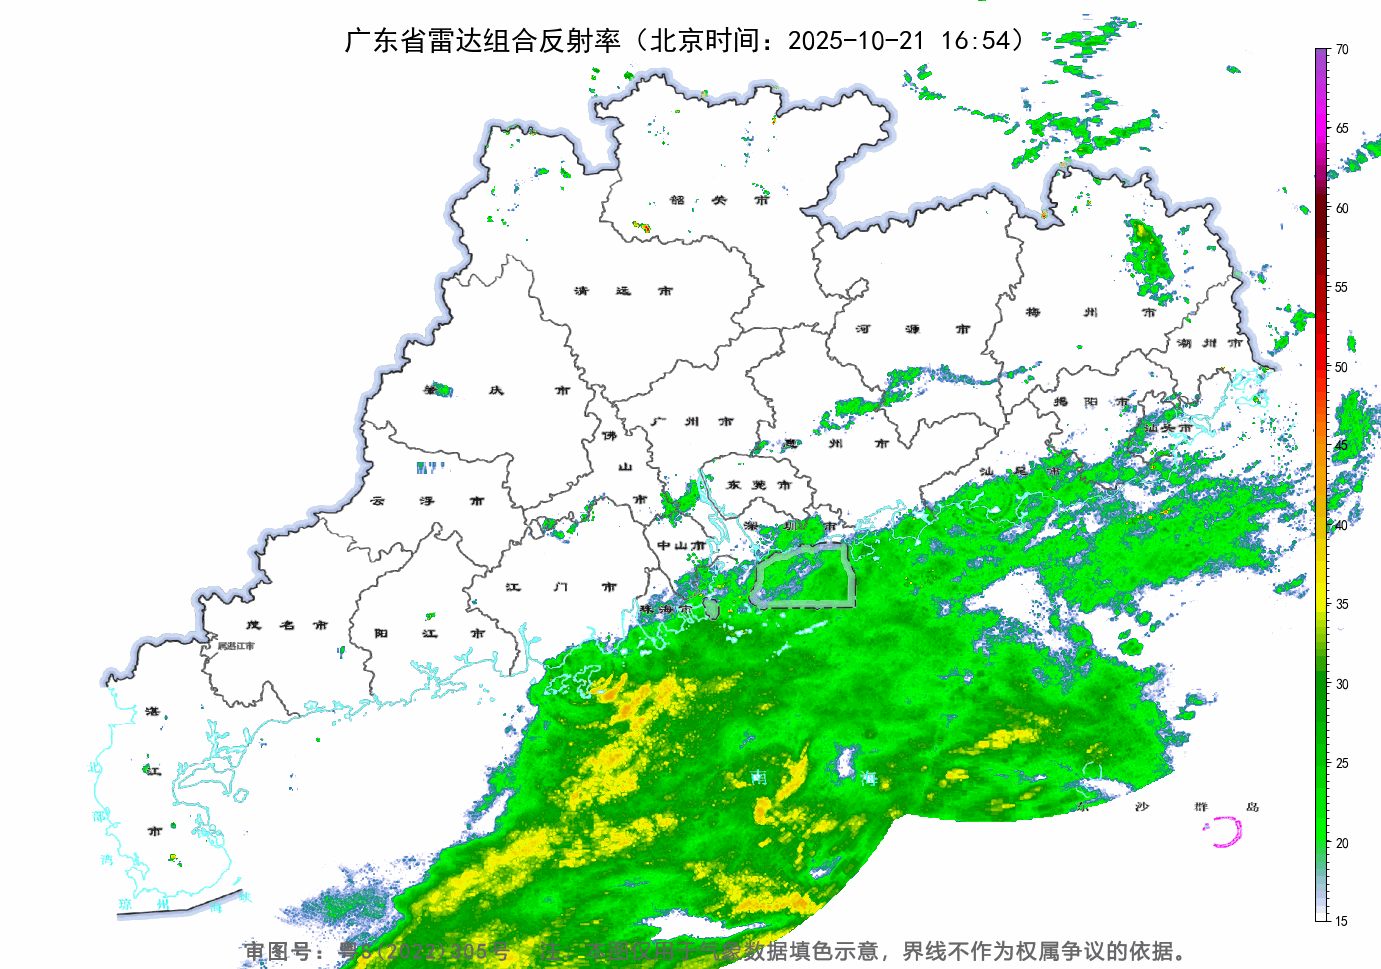 广东省雷达组合反射率（北京时间：2025-10-21 16:54）
70
65
60
55
50
45
40
35
30
25
20
15
韶 关 市
清 远 市
河 源 市
梅 州 市
潮 州 市
肇 庆 市
广 州 市
惠 州 市
揭 阳 市
汕 头 市
佛 山 市
云 浮 市
东 莞 市
汕 尾 市
深 圳 市
中 山 市
江 门 市
珠 海 市
茂 名 市
属湛江市
阳 江 市
湛 江 市
南 海
东 沙 群 岛
北 部 湾
琼 州 海 峡
审图号：粤S(2022)305号 注：本图仅用于气象数据填色示意，界线不作为权属争议的依据。